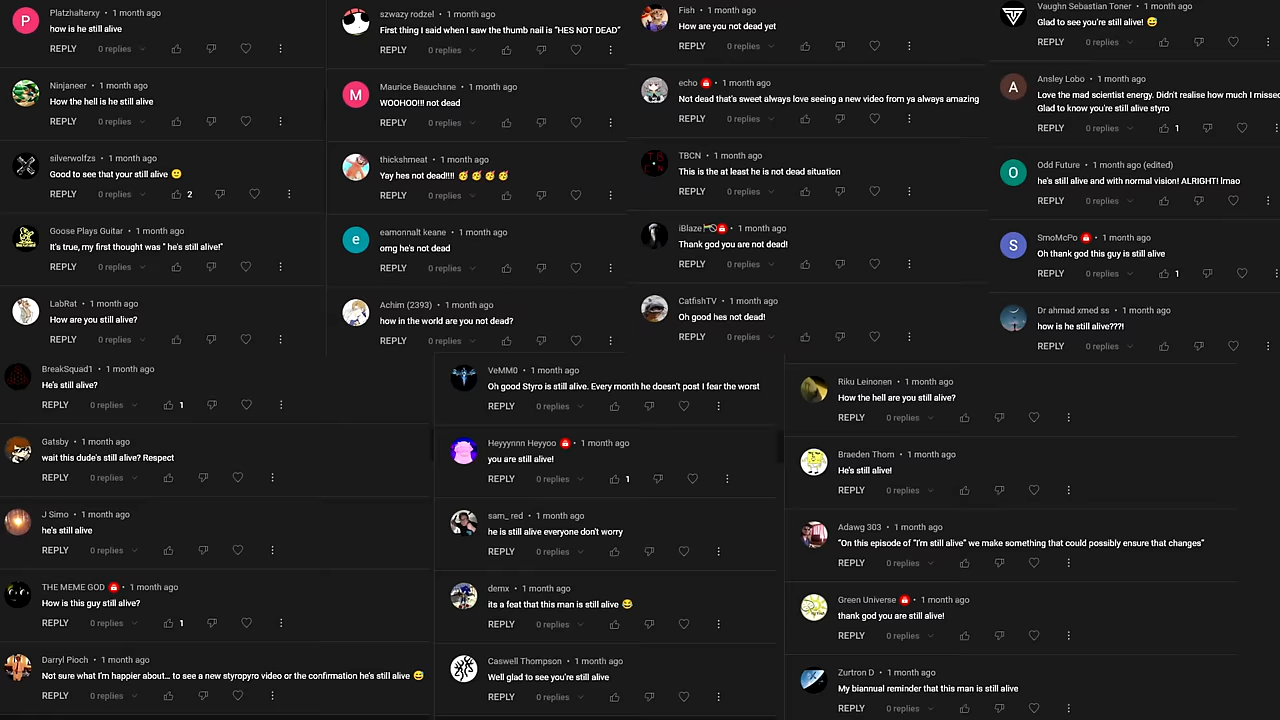 Platzhalterxy • 1 month ago
how is he still alive
REPLY 0 replies
Ninjaneer • 1 month ago
How the hell is he still alive
REPLY 0 replies
silverwolfzs • 1 month ago
Good to see that your still alive 🙂
REPLY 0 replies 2
Goose Plays Guitar • 1 month ago
It's true, my first thought was " he's still alive!"
REPLY 0 replies
LabRat • 1 month ago
How are you still alive?
REPLY 0 replies
szwazy rodzel • 1 month ago
First thing I said when I saw the thumb nail is "HES NOT DEAD"
REPLY 0 replies
M
Maurice Beauchsne • 1 month ago
WOOHOO!!! not dead
REPLY 0 replies
thickshmeat • 1 month ago
Yay hes not dead!!!! 🥳🥳🥳🥳
REPLY 0 replies
e
eamonnalt keane • 1 month ago
omg he's not dead
REPLY 0 replies
Achim (2393) • 1 month ago
how in the world are you not dead?
REPLY 0 replies
Fish • 1 month ago
How are you not dead yet
REPLY 0 replies
echo • 1 month ago
Not dead that's sweet always love seeing a new video from ya always amazing
REPLY 0 replies
TBCN • 1 month ago
This is the at least he is not dead situation
REPLY 0 replies
iBlaze • 1 month ago
Thank god you are not dead!
REPLY 0 replies
CatfishTV • 1 month ago
Oh good hes not dead!
REPLY 0 replies
Vaughn Sebastian Toner • 1 month ago
Glad to see you're still alive! 😅
REPLY 0 replies
A
Ansley Lobo • 1 month ago
Love the mad scientist energy. Didn't realise how much I missed
Glad to know you're still alive styro
REPLY 0 replies 1
O
Odd Future • 1 month ago (edited)
he's still alive and with normal vision! ALRIGHT! lmao
REPLY 0 replies
S
SmoMcPo • 1 month ago
Oh thank god this guy is still alive
REPLY 0 replies 1
Dr ahmad xmed ss • 1 month ago
how is he still alive???!
REPLY 0 replies
BreakSquad1 • 1 month ago
He's still alive?
REPLY 0 replies 1
Gatsby • 1 month ago
wait this dude's still alive? Respect
REPLY 0 replies
J Simo • 1 month ago
he's still alive
REPLY 0 replies
THE MEME GOD • 1 month ago
How is this guy still alive?
REPLY 0 replies 1
Darryl Pioch • 1 month ago
Not sure what I'm happier about... to see a new styropyro video or the confirmation he's still alive 😅
REPLY 0 replies
VeMM0 • 1 month ago
Oh good Styro is still alive. Every month he doesn't post I fear the worst
REPLY 0 replies
Heyyynnn Heyyoo • 1 month ago
you are still alive!
REPLY 0 replies 1
sam_ red • 1 month ago
he is still alive everyone don't worry
REPLY 0 replies
demx • 1 month ago
its a feat that this man is still alive 😂
REPLY 0 replies
Caswell Thompson • 1 month ago
Well glad to see you're still alive
REPLY 0 replies
Riku Leinonen • 1 month ago
How the hell are you still alive?
REPLY 0 replies
Braeden Thorn • 1 month ago
He's still alive!
REPLY 0 replies
Adawg 303 • 1 month ago
"On this episode of "I'm still alive" we make something that could possibly ensure that changes"
REPLY 0 replies
Green Universe • 1 month ago
thank god you are still alive!
REPLY 0 replies
Zurtron D • 1 month ago
My biannual reminder that this man is still alive
REPLY 0 replies
P